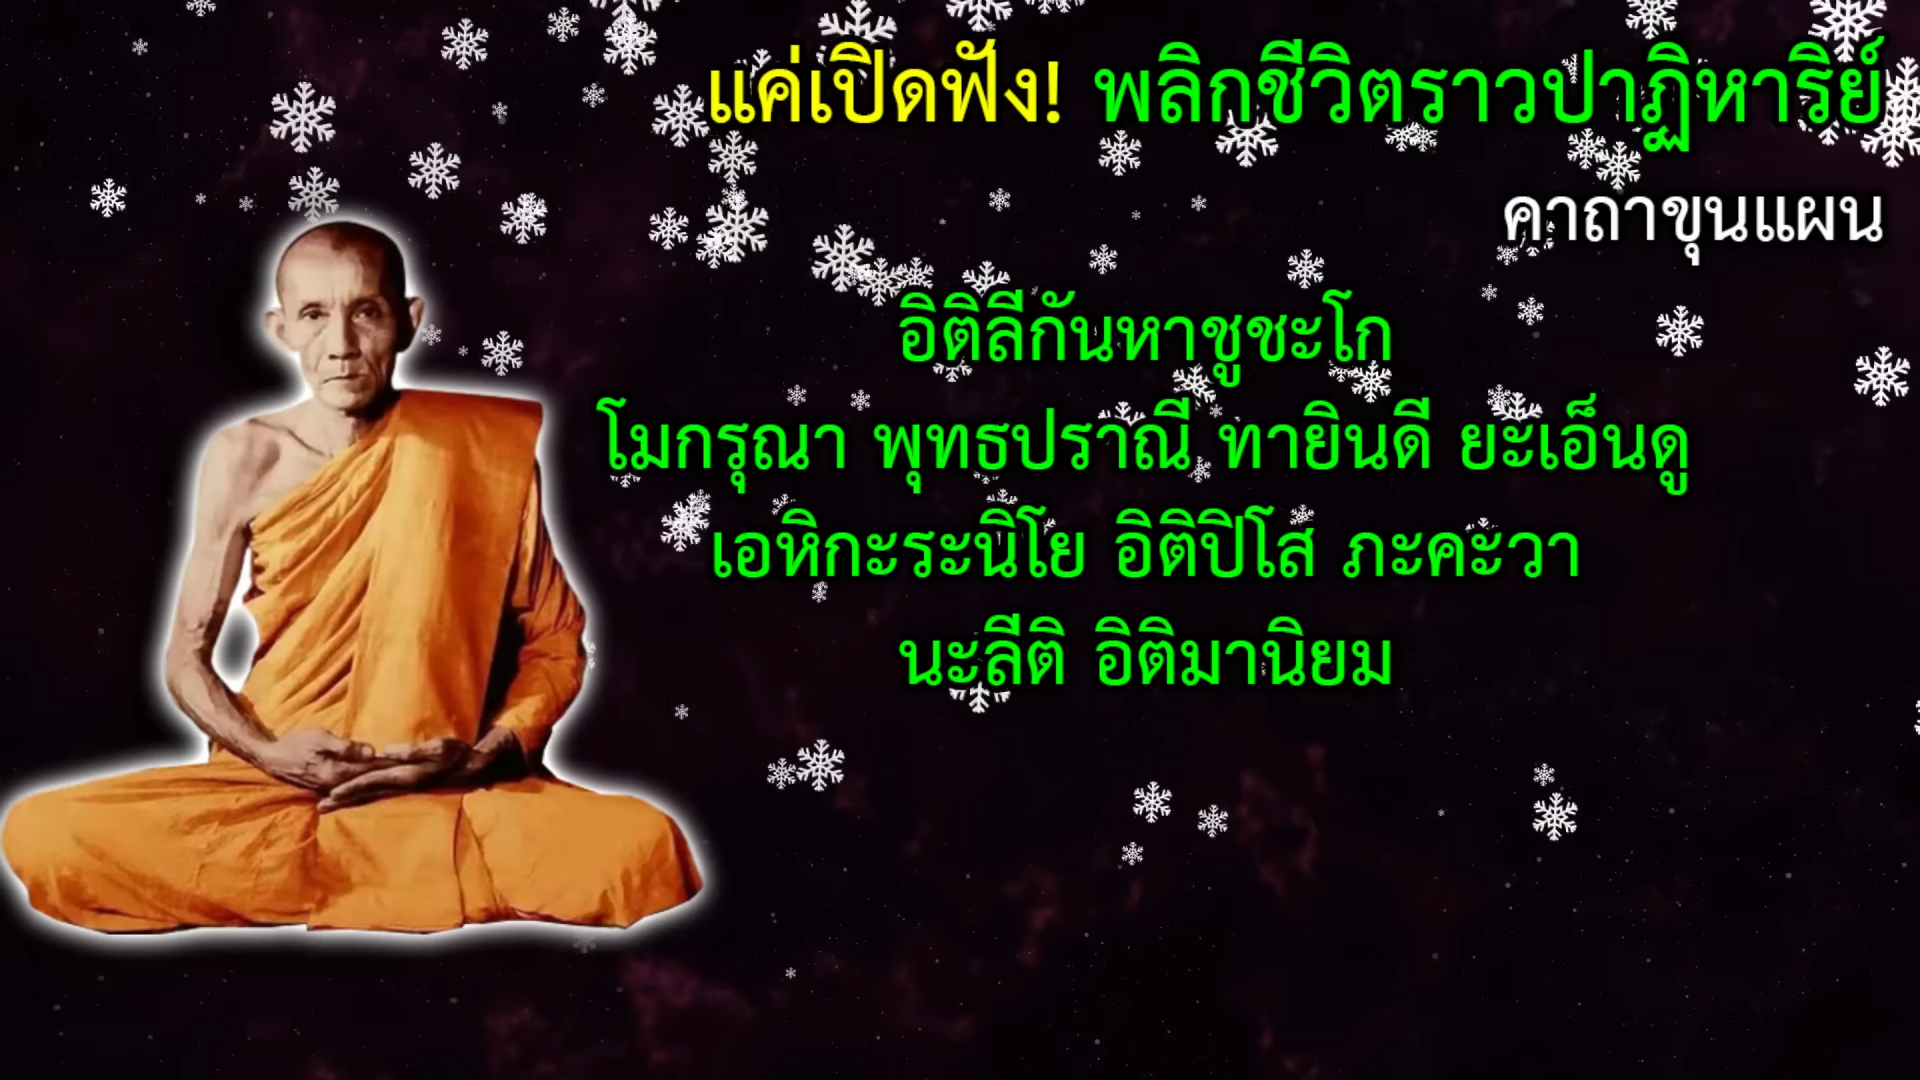 แค่เปิดฟัง! พลิกชีวิตราวปาฏิหาริย์
คาถาขุนแผน
อิติลีกันหาชูชะโก
โมกรุณา พุทธปราณี ทายินดี ยะเอ็นดู
เอหิกะระนิโย อิติปิโส ภะคะวา
นะลีติ อิติมานิยม